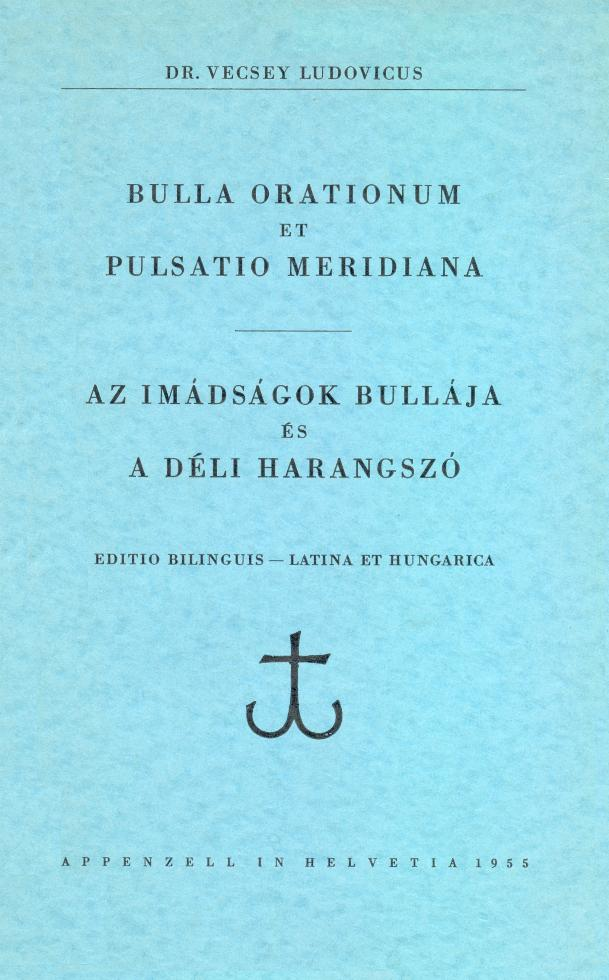 DR. VECSEY LUDOVICUS
BULLA ORATIONUM
ET
PULSATIO MERIDIANA
AZ IMÁDSÁGOK BULLÁJA
ÉS
A DÉLI HARANGSZÓ
EDITIO BILINGUIS — LATINA ET HUNGARICA
APPENZELL IN HELVETIA 1955